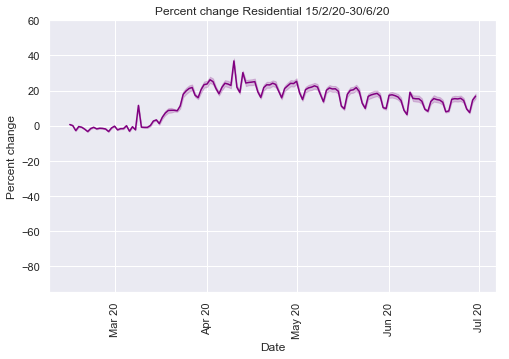 Percent change Residential 15/2/20-30/6/20
Percent change
60
40
20
0
−20
−40
−60
−80
Mar 20
Apr 20
May 20
Jun 20
Jul 20
Date